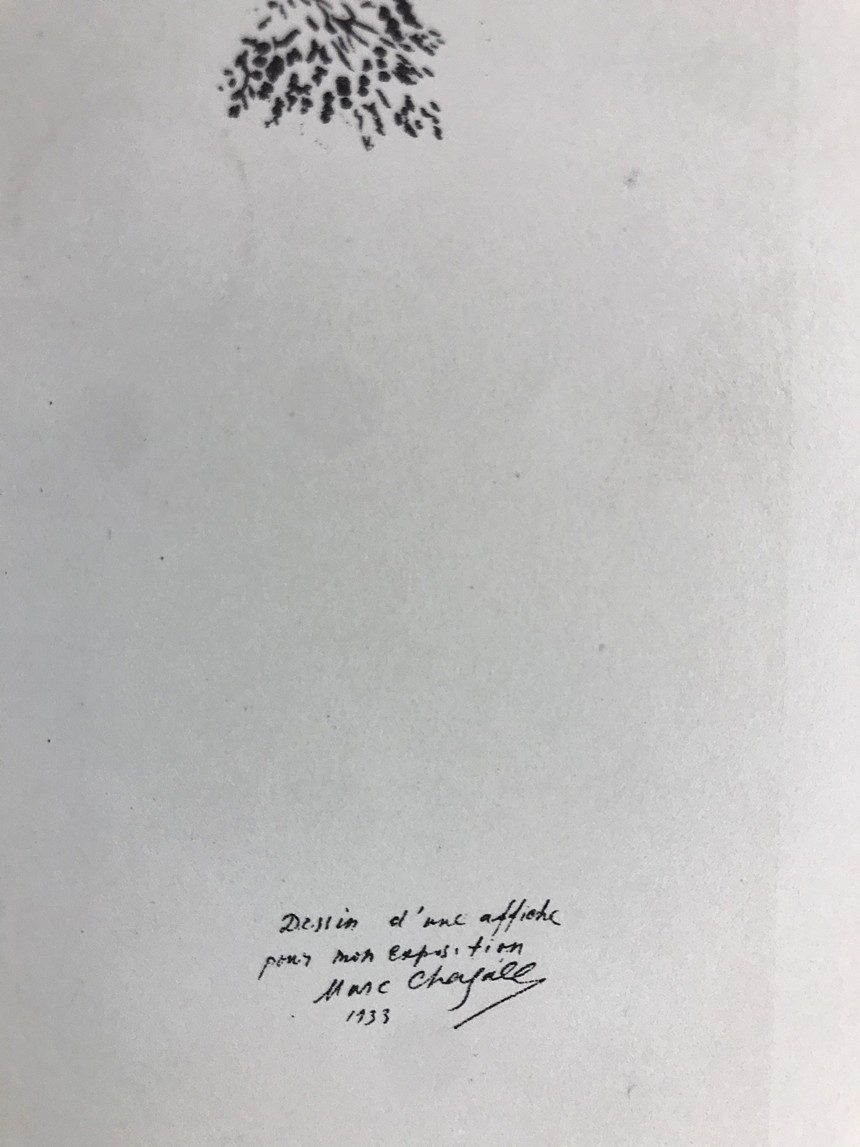 Dessin d'une affiche
pour mon exposition
Marc Chagall
1933